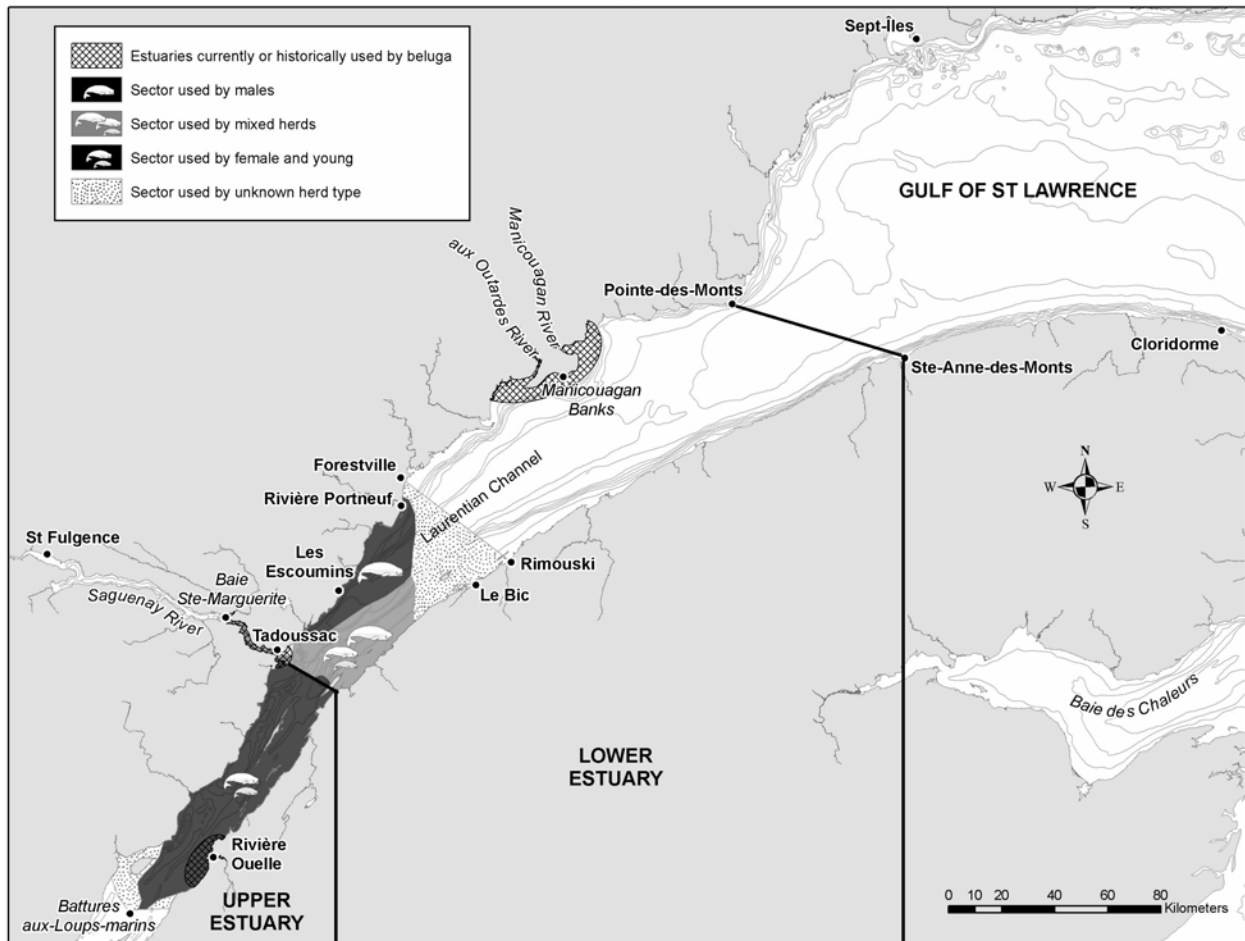 Estuaries currently or historically used by beluga
Sector used by males
Sector used by mixed herds
Sector used by female and young
Sector used by unknown herd type
Sept-Îles
GULF OF ST LAWRENCE
Manicouagan River
aux Outardes River
Pointe-des-Monts
Cloridorme
Ste-Anne-des-Monts
Manicouagan
Banks
Forestville
Laurentian Channel
Rivière Portneuf
N
W E
S
St Fulgence
Les
Escoumins
Rimouski
Baie
Ste-Marguerite
Le Bic
Saguenay River
Tadoussac
Baie des Chaleurs
LOWER
ESTUARY
Rivière
Ouelle
UPPER
ESTUARY
Battures
aux-Loups-marins
0 10 20 40 60 80
Kilometers